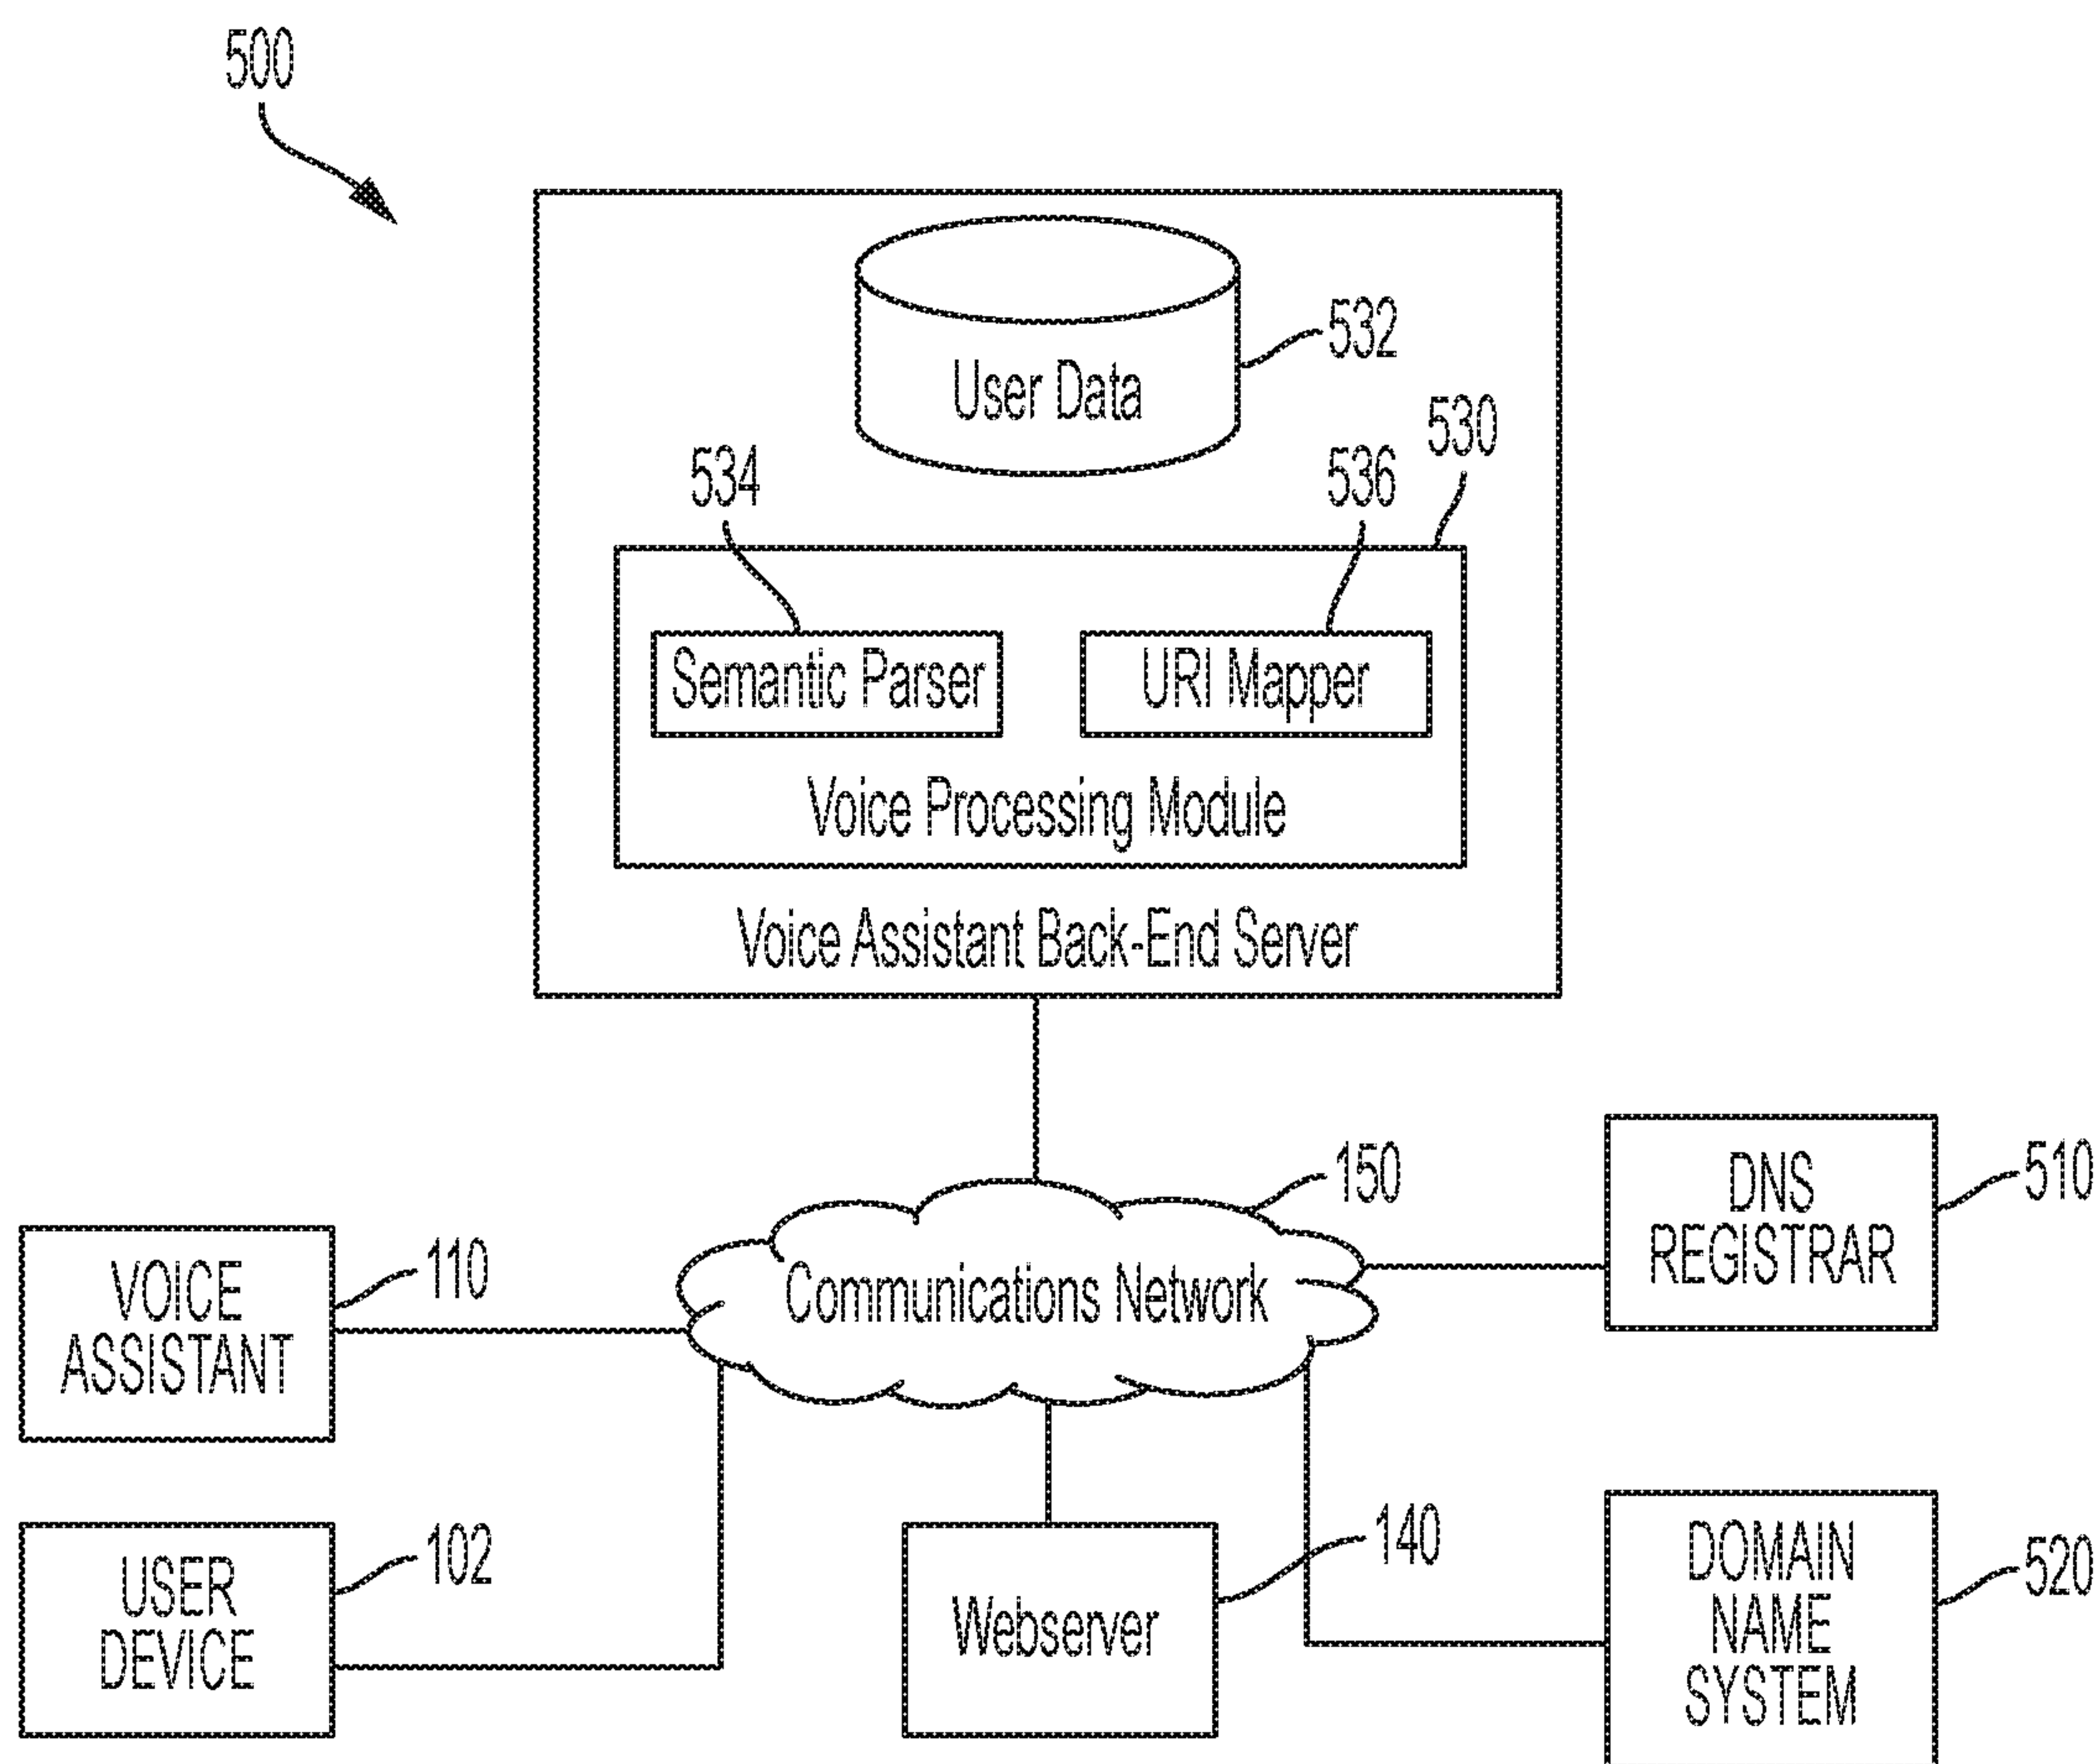 500
User Data
532
530
534
536
Semantic Parser
URI Mapper
Voice Processing Module
Voice Assistant Back-End Server
150
DNS
REGISTRAR
510
VOICE
ASSISTANT
110
Communications Network
USER
DEVICE
102
Webserver
140
DOMAIN
NAME
SYSTEM
520